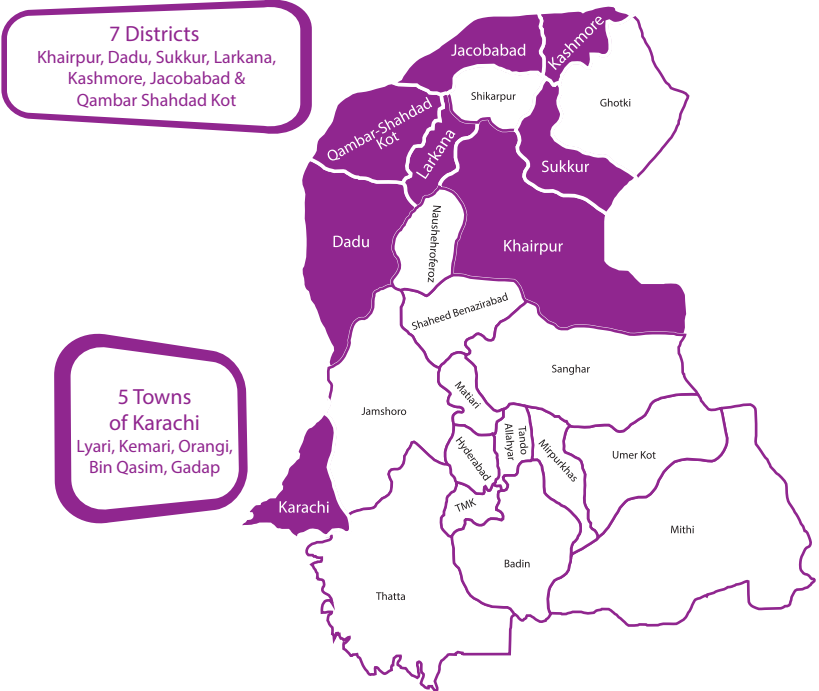 7 Districts
Khairpur, Dadu, Sukkur, Larkana,
Kashmore, Jacobabad &
Qambar Shahdad Kot
Jacobabad
Kashmore
Shikarpur
Ghotki
Qambar-Shahdad
Kot
Larkana
Sukkur
Dadu
Naushehroferoz
Khairpur
Shaheed Benazirabad
Sanghar
5 Towns
of Karachi
Lyari, Kemari, Orangi,
Bin Qasim, Gadap
Jamshoro
Matiari
Hyderabad
Tando
Allahyar
Mirpurkhas
Umer Kot
Karachi
TMK
Mithi
Badin
Thatta